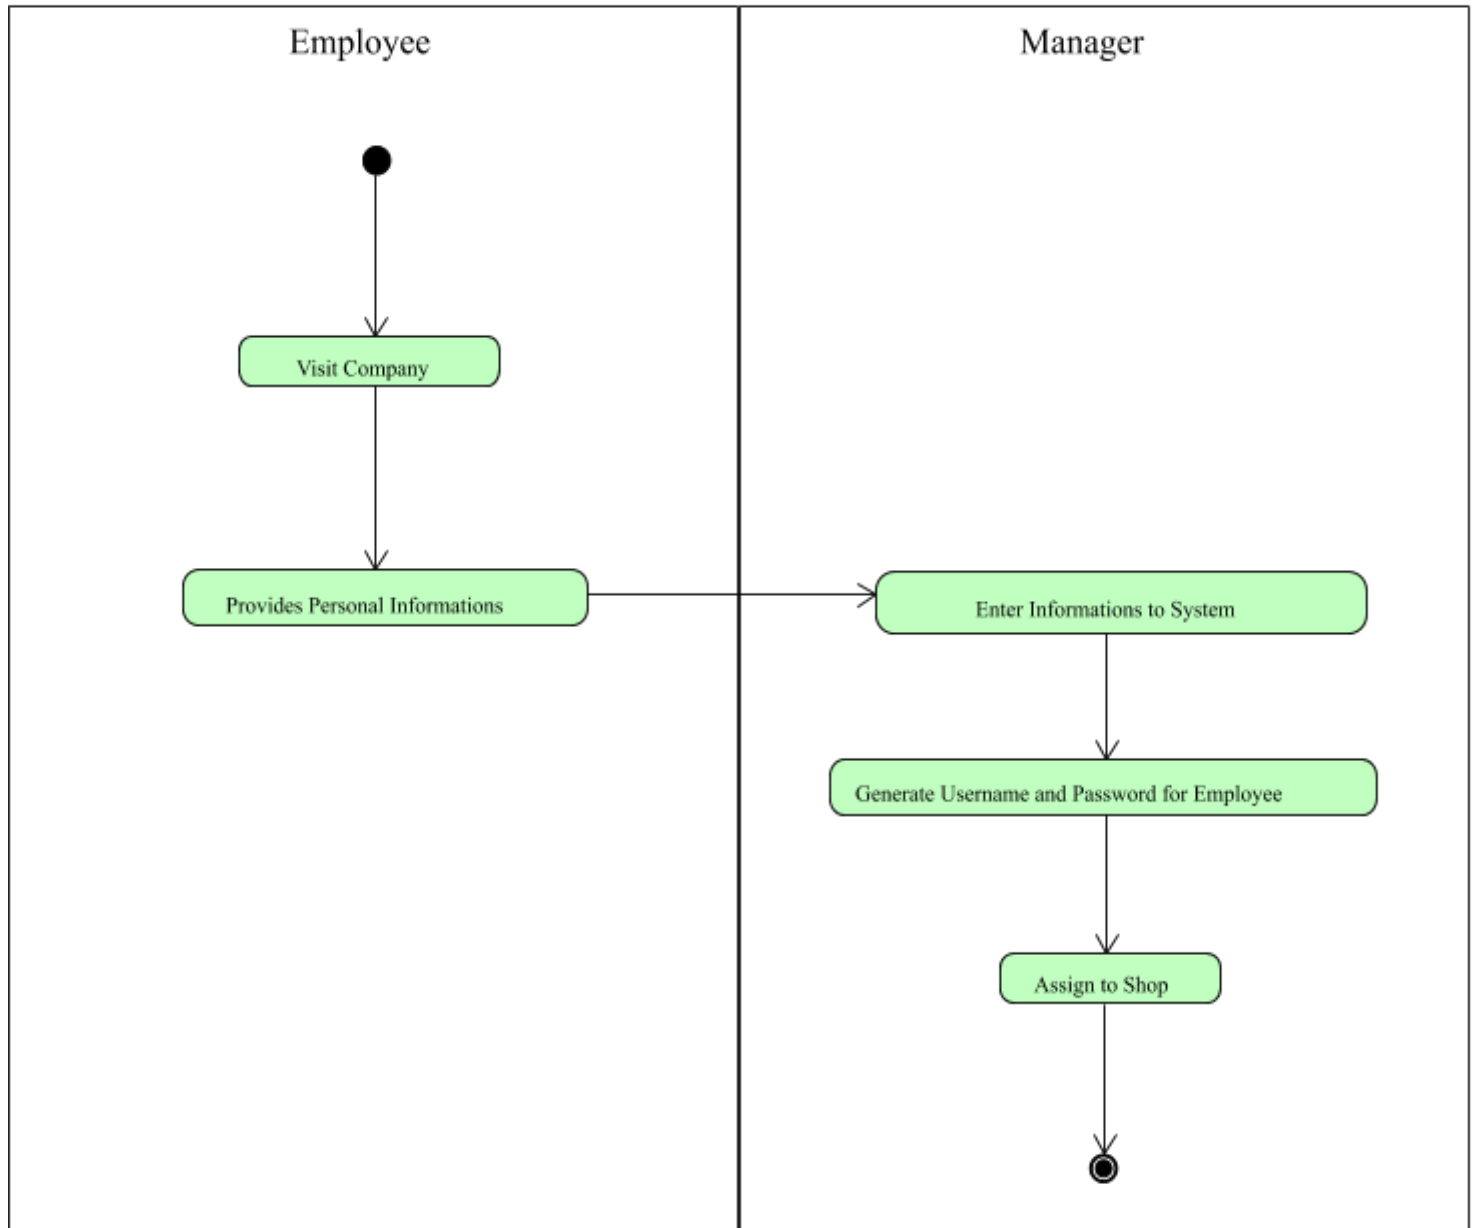 Employee
Manager
Visit Company
Provides Personal Informations
Enter Informations to System
Generate Username and Password for Employee
Assign to Shop